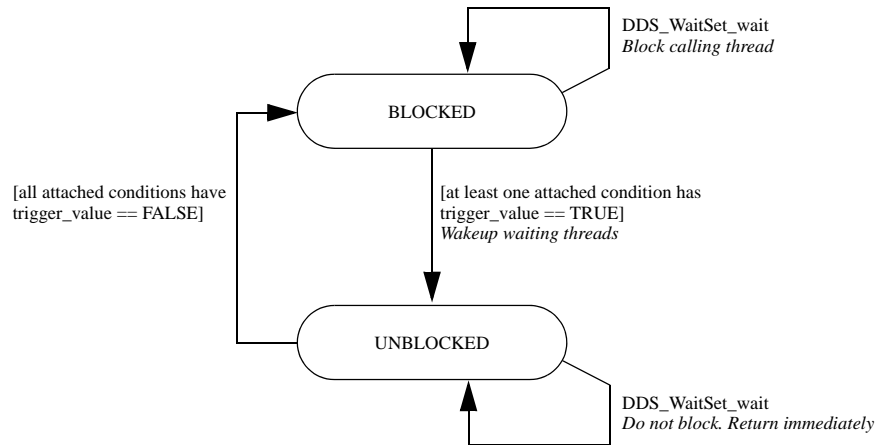 DDS_WaitSet_wait
Block calling thread
BLOCKED
[all attached conditions have
trigger_value == FALSE]
[at least one attached condition has
trigger_value == TRUE]
Wakeup waiting threads
UNBLOCKED
DDS_WaitSet_wait
Do not block. Return immediately